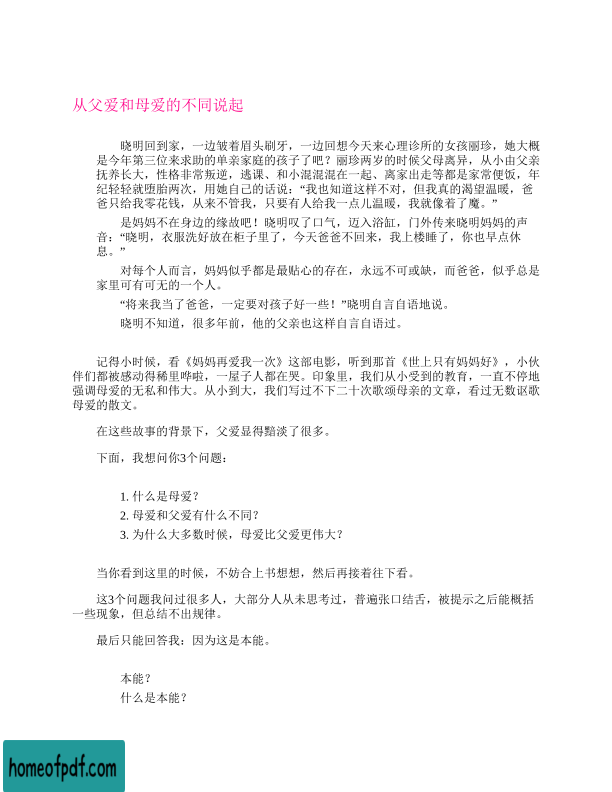 从父爱和母爱的不同说起
晓明回到家，一边皱着眉头刷牙，一边回想今天来心理诊所的女孩丽珍，她大概
是今年第三位来求助的单亲家庭的孩子了吧？丽珍两岁的时候父母离异，从小由父亲
抚养长大，性格非常叛逆，逃课、和小混混混在一起、离家出走等都是家常便饭，年
纪轻轻就堕胎两次，用她自己的话说：“我也知道这样不对，但我真的渴望温暖，爸
爸只给我零花钱，从来不管我，只要有人给我一点儿温暖，我就像着了魔。”
是妈妈不在身边的缘故吧！晓明叹了口气，迈入浴缸，门外传来晓明妈妈的声
音：“晓明，衣服洗好放在柜子里了，今天爸爸不回来，我上楼睡了，你也早点休
息。”
对每个人而言，妈妈似乎都是最贴心的存在，永远不可或缺，而爸爸，似乎总是
家里可有可无的一个人。
“将来我当了爸爸，一定要对孩子好一些！”晓明自言自语地说。
晓明不知道，很多年前，他的父亲也这样自言自语过。
记得小时候，看《妈妈再爱我一次》这部电影，听到那首《世上只有妈妈好》，小伙
伴们都被感动得稀里哗啦，一屋子人都在哭。印象里，我们从小受到的教育，一直不停地
强调母爱的无私和伟大。从小到大，我们写过不下二十次歌颂母亲的文章，看过无数讴歌
母爱的散文。
在这些故事的背景下，父爱显得黯淡了很多。
下面，我想问你3个问题：
1. 什么是母爱？
2. 母爱和父爱有什么不同？
3. 为什么大多数时候，母爱比父爱更伟大？
当你看到这里的时候，不妨合上书想想，然后再接着往下看。
这3个问题我问过很多人，大部分人从未思考过，普遍张口结舌，被提示之后能概括
一些现象，但总结不出规律。
最后只能回答我：因为这是本能。
本能？
什么是本能？
homeofpdf.com